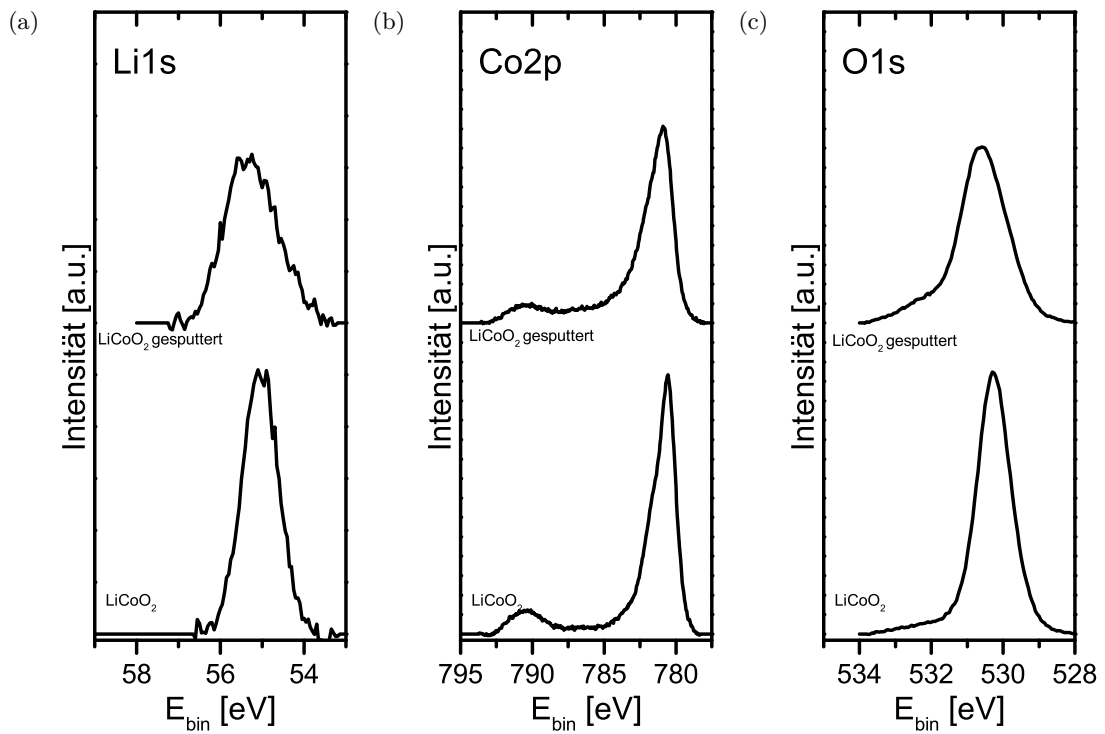 (a)
Li1s
Intensität [a.u.]
LiCoO2 gesputtert
LiCoO2
58 56 54
Ebin [eV]
(b)
Co2p
Intensität [a.u.]
LiCoO2 gesputtert
LiCoO2
795 790 785 780
Ebin [eV]
(c)
O1s
Intensität [a.u.]
LiCoO2 gesputtert
LiCoO2
534 532 530 528
Ebin [eV]